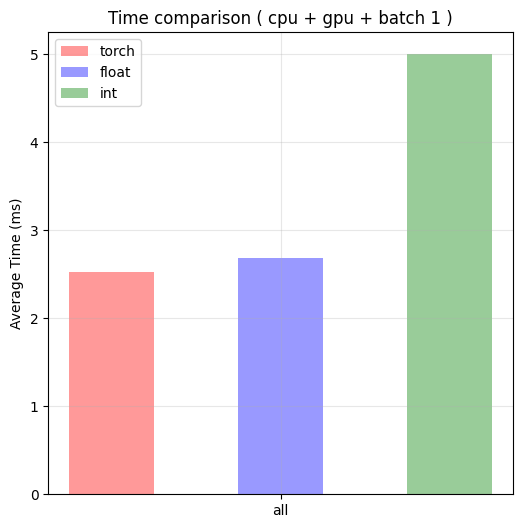 Time comparison ( cpu + gpu + batch 1 )
torch
float
int
5
4
3
2
1
0
Average Time (ms)
all